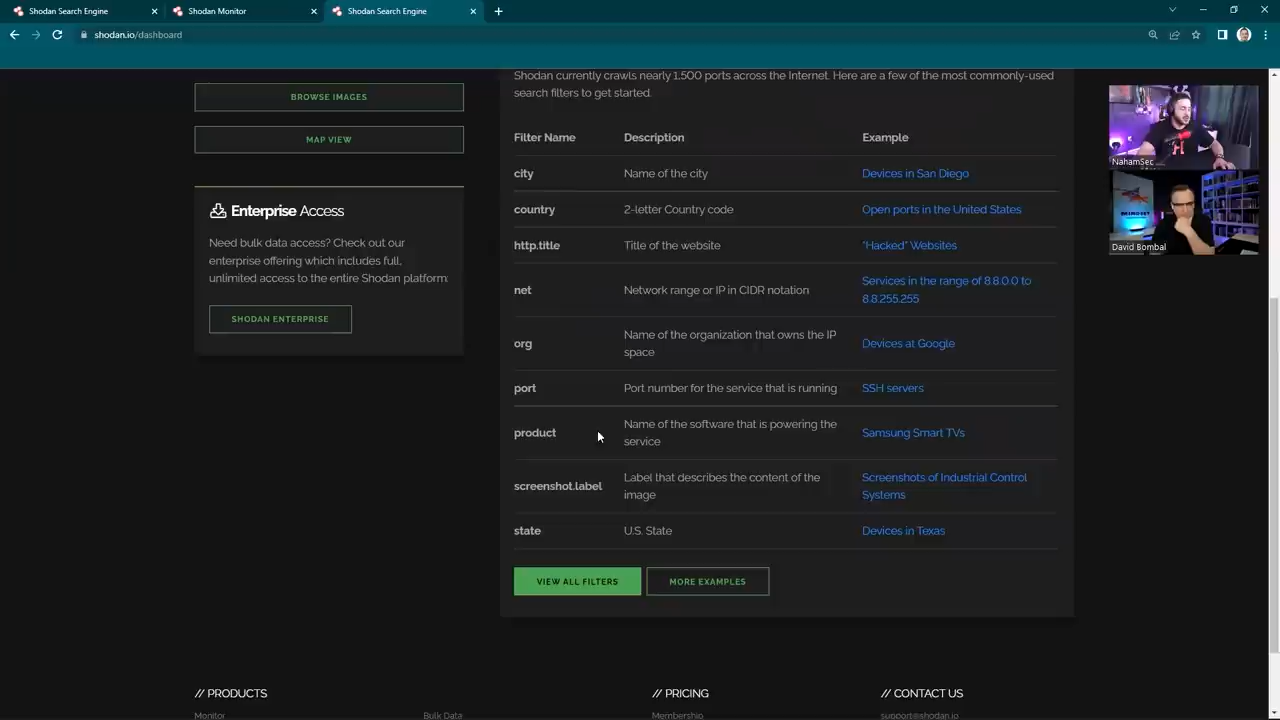 Shodan Search Engine
Shodan Monitor
Shodan Search Engine
shodan.io/dashboard
Shodan currently crawls nearly 1,500 ports across the Internet. Here are a few of the most commonly-used
search filters to get started.
BROWSE IMAGES
MAP VIEW
Enterprise Access
Need bulk data access? Check out our
enterprise offering which includes full,
unlimited access to the entire Shodan platform:
SHODAN ENTERPRISE
Filter Name Description Example
city Name of the city Devices in San Diego
country 2-letter Country code Open ports in the United States
http.title Title of the website "Hacked" Websites
net Network range or IP in CIDR notation Services in the range of 8.8.0.0 to
8.8.255.255
org Name of the organization that owns the IP
space Devices at Google
port Port number for the service that is running SSH servers
product Name of the software that is powering the
service Samsung Smart TVs
screenshot.label Label that describes the content of the
image Screenshots of Industrial Control
Systems
state U.S. State Devices in Texas
VIEW ALL FILTERS MORE EXAMPLES
NahamSec
David Bombal
// PRODUCTS
// PRICING
// CONTACT US
Monitor
Bulk Data
Membership
support@shodan.io